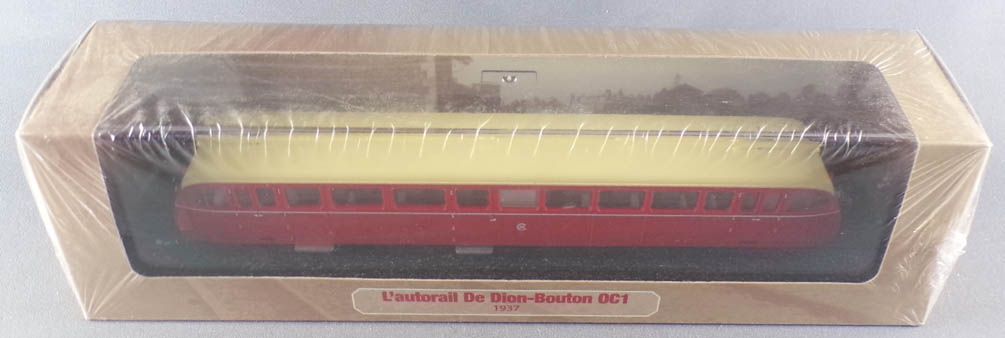 L'autorail De Dion-Bouton OC1
1937